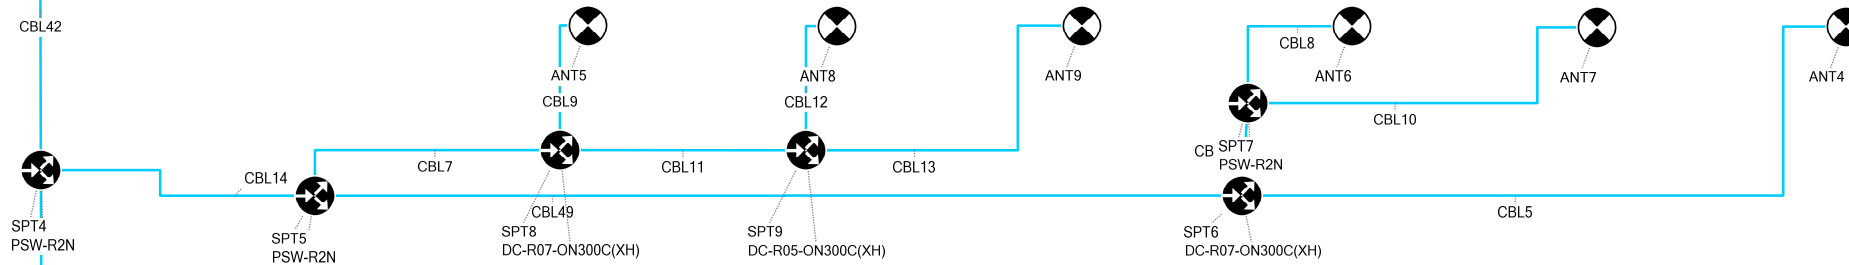 CBL42
CBL8
ANT5
ANT8
ANT9
ANT6
ANT7
ANT4
CBL9
CBL12
CBL10
CBL7
CBL11
CBL13
CB
SPT7
PSW-R2N
CBL14
CBL49
CBL5
SPT4
PSW-R2N
SPT5
PSW-R2N
SPT8
DC-R07-ON300C(XH)
SPT9
DC-R05-ON300C(XH)
SPT6
DC-R07-ON300C(XH)